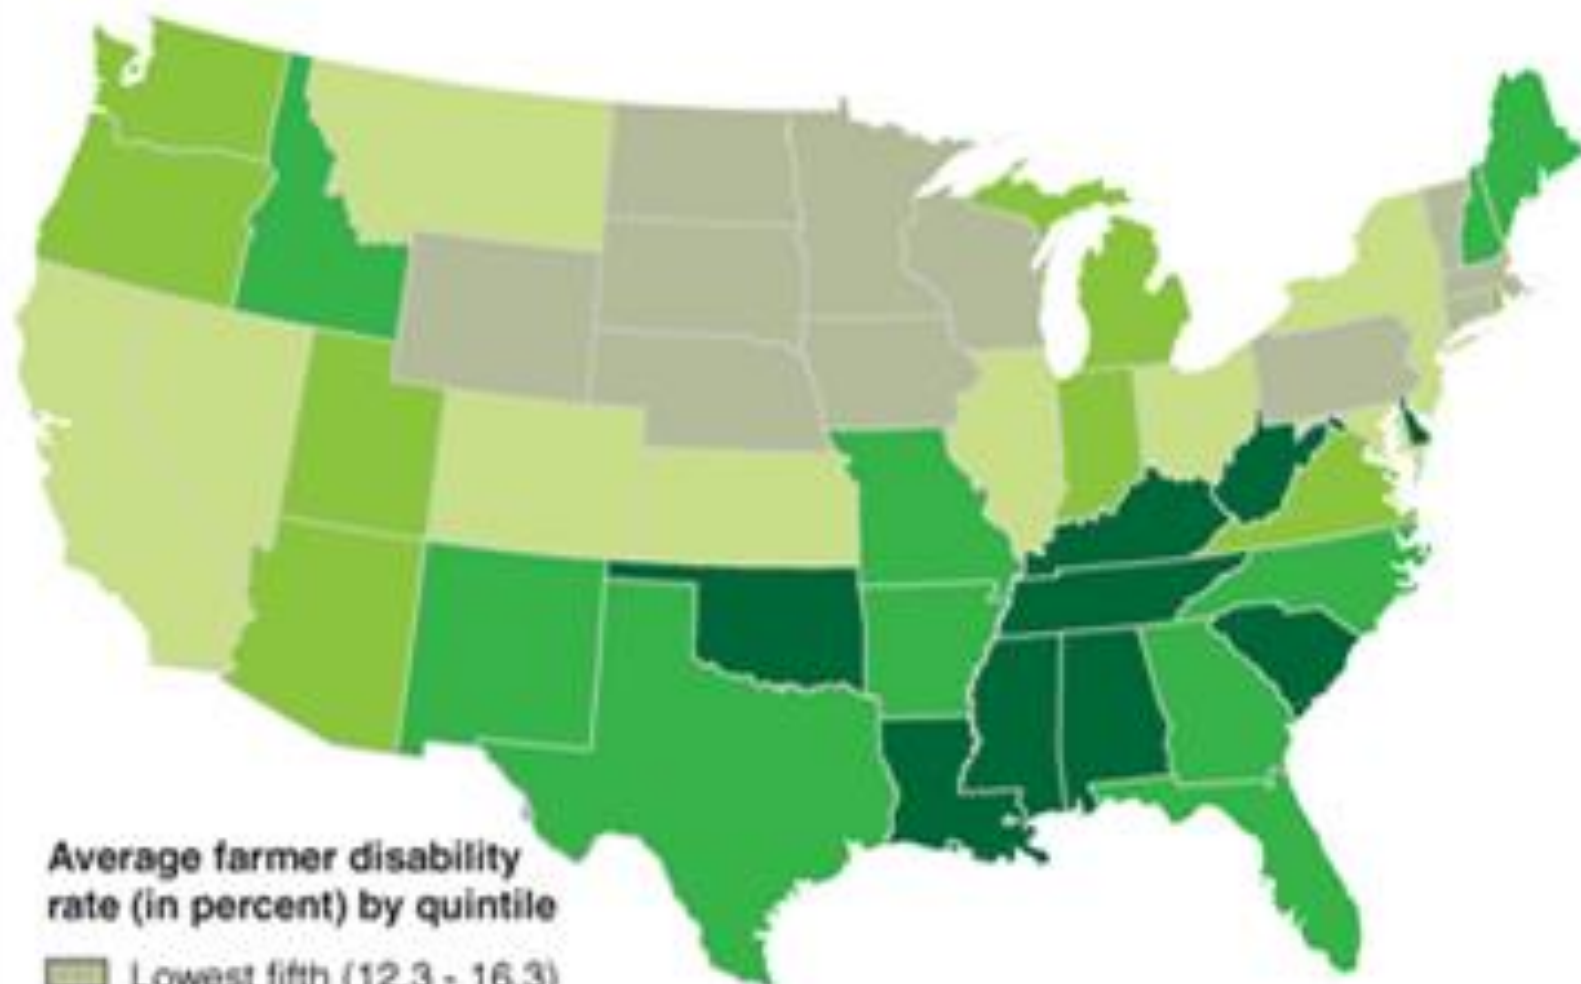 Average farmer disability
rate (in percent) by quintile
Lowest fifth (12.3 - 16.3)